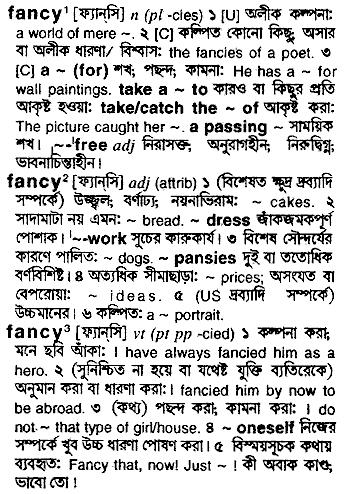 fancy¹ [ফ্যান্‌সি] n (pl -cies) ১ [U] অলীক কল্পনা:
a world of mere ~. ২ [C] কল্পিত কোনো কিছু, অসার
বা অলীক ধারণা/ বিশ্বাস: the fancies of a poet. ৩
[C] a ~ (for) শখ; পছন্দ, কামনা: He has a ~ for
wall paintings. take a ~ to কারও বা কিছুর প্রতি
আকৃষ্ট হওয়া: take/catch the ~ of আকৃষ্ট করা:
The picture caught her ~. a passing ~ সাময়িক
শখ। ~-ˈfree adj নিরাসক্ত; অনুরাগহীন; নিরুদ্বিগ্ন;
ভাবনাচিন্তাহীন।
fancy² [ফ্যান্‌সি] adj (attrib) ১ (বিশেষত ক্ষুদ্র দ্রব্যাদি
সম্পর্কে) উজ্জ্বল; বর্ণাঢ্য; নয়নাভিরাম: ~ cakes. ২
সাদামাটা নয় এমন: ~ bread. ~ dress জাঁকজমকপূর্ণ
পোশাক। ˈ~-work সূচের কারুকার্য। ৩ বিশেষ সৌন্দর্যের
কারণে পালিত: ~ dogs. ~ pansies দুই বা ততোধিক
বর্ণবিশিষ্ট। ৪ অত্যধিক সীমাছাড়া: ~ prices; অসংযত বা
বেপরোয়া: ~ ideas. ৫ (US দ্রব্যাদি সম্পর্কে)
উচ্চমানের। ৬ কল্পিত: a ~ portrait.
fancy³ [ফ্যান্‌সি] vt (pt pp -cied) ১ কল্পনা করা;
মনে ছবি আঁকা: I have always fancied him as a
hero. ২ (সুনিশ্চিত না হয়ে বা যথেষ্ট যুক্তি ব্যতিরেকে)
অনুমান করা বা ধারণা করা: I fancied him by now to
be abroad. ৩ (কথ্য) পছন্দ করা; কামনা করা: I do
not ~ that type of girl/house. ৪ ~ oneself নিজের
সম্পর্কে খুব উচ্চ ধারণা পোষণ করা। ৫ বিস্ময়সূচক কথায়
ব্যবহৃত: Fancy that, now! Just ~ ! কী অবাক কাণ্ড;
ভাবো তো !